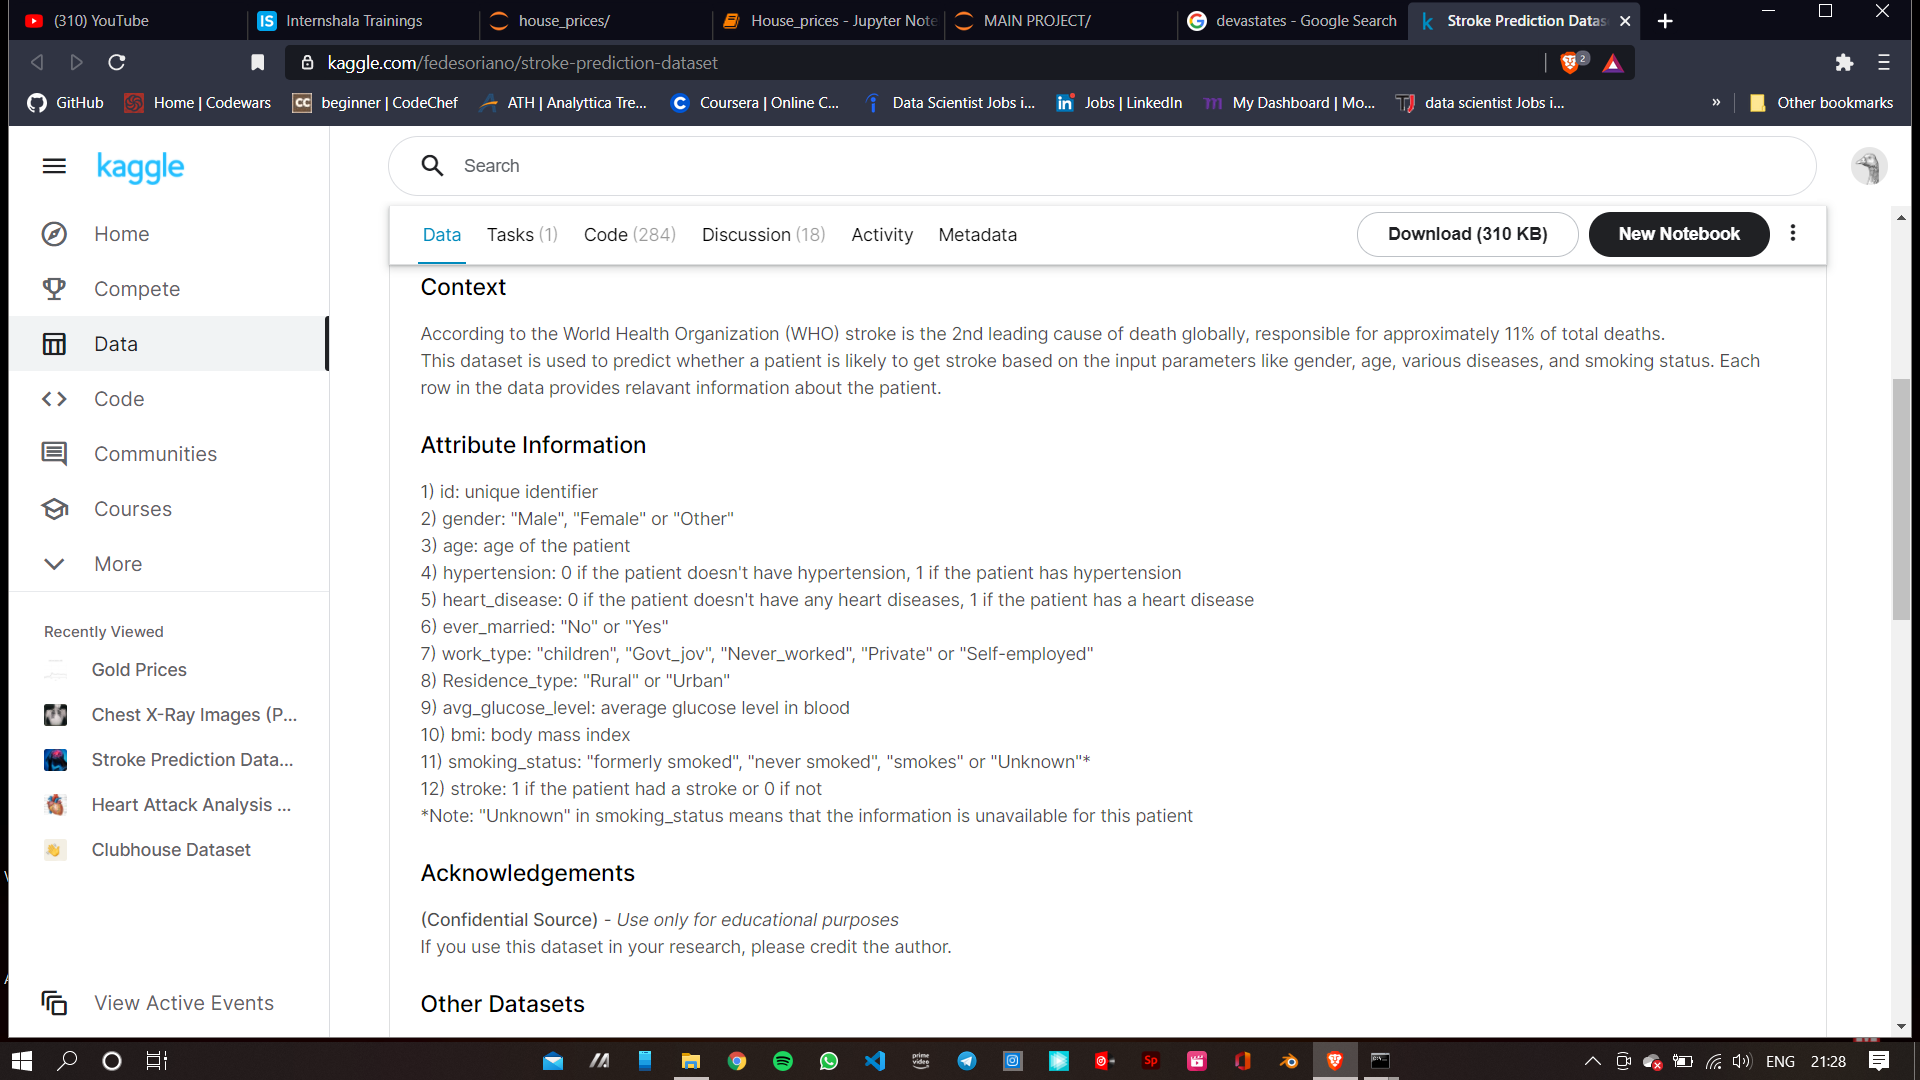 (310) YouTube
IS Internshala Trainings
house_prices/
House_prices - Jupyter Note
MAIN PROJECT/
devastates - Google Search
Stroke Prediction Datas
kaggle.com/fedesoriano/stroke-prediction-dataset
2
GitHub
Home | Codewars
CC beginner | CodeChef
ATH | Analyttica Tre...
Coursera | Online C...
Data Scientist Jobs i...
Jobs | LinkedIn
My Dashboard | Mo...
data scientist Jobs i...
»
Other bookmarks
kaggle
Search
Home
Compete
Data
Code
Communities
Courses
More
Recently Viewed
Gold Prices
Chest X-Ray Images (P...
Stroke Prediction Data...
Heart Attack Analysis ...
Clubhouse Dataset
View Active Events
Data Tasks (1) Code (284) Discussion (18) Activity Metadata
Download (310 KB)
New Notebook
Context
According to the World Health Organization (WHO) stroke is the 2nd leading cause of death globally, responsible for approximately 11% of total deaths.
This dataset is used to predict whether a patient is likely to get stroke based on the input parameters like gender, age, various diseases, and smoking status. Each
row in the data provides relavant information about the patient.
Attribute Information
1) id: unique identifier
2) gender: "Male", "Female" or "Other"
3) age: age of the patient
4) hypertension: 0 if the patient doesn't have hypertension, 1 if the patient has hypertension
5) heart_disease: 0 if the patient doesn't have any heart diseases, 1 if the patient has a heart disease
6) ever_married: "No" or "Yes"
7) work_type: "children", "Govt_jov", "Never_worked", "Private" or "Self-employed"
8) Residence_type: "Rural" or "Urban"
9) avg_glucose_level: average glucose level in blood
10) bmi: body mass index
11) smoking_status: "formerly smoked", "never smoked", "smokes" or "Unknown"*
12) stroke: 1 if the patient had a stroke or 0 if not
*Note: "Unknown" in smoking_status means that the information is unavailable for this patient
Acknowledgements
(Confidential Source) - Use only for educational purposes
If you use this dataset in your research, please credit the author.
Other Datasets
prime video
Sp
ENG
21:28